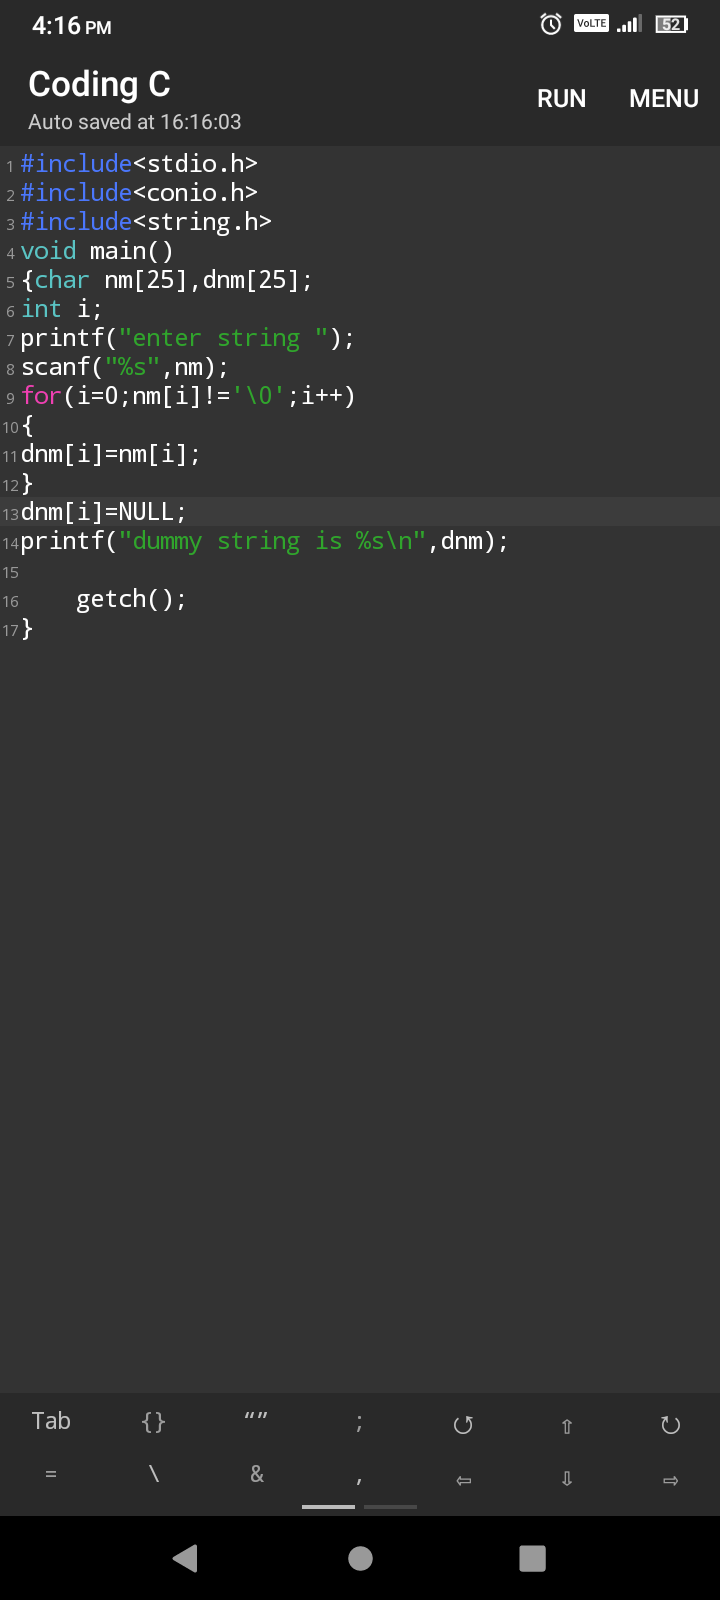 4:16 PM VoLTE 52
Coding C
Auto saved at 16:16:03
RUN MENU
1 #include<stdio.h>
2 #include<conio.h>
3 #include<string.h>
4 void main()
5 {char nm[25],dnm[25];
6 int i;
7 printf("enter string ");
8 scanf("%s",nm);
9 for(i=0;nm[i]!='\0';i++)
10 {
11 dnm[i]=nm[i];
12 }
13 dnm[i]=NULL;
14 printf("dummy string is %s\n",dnm);
15
16     getch();
17 }
Tab {} “” ; ↺ ⇧ ↻
= \ & , ⇦ ⇩ ⇨